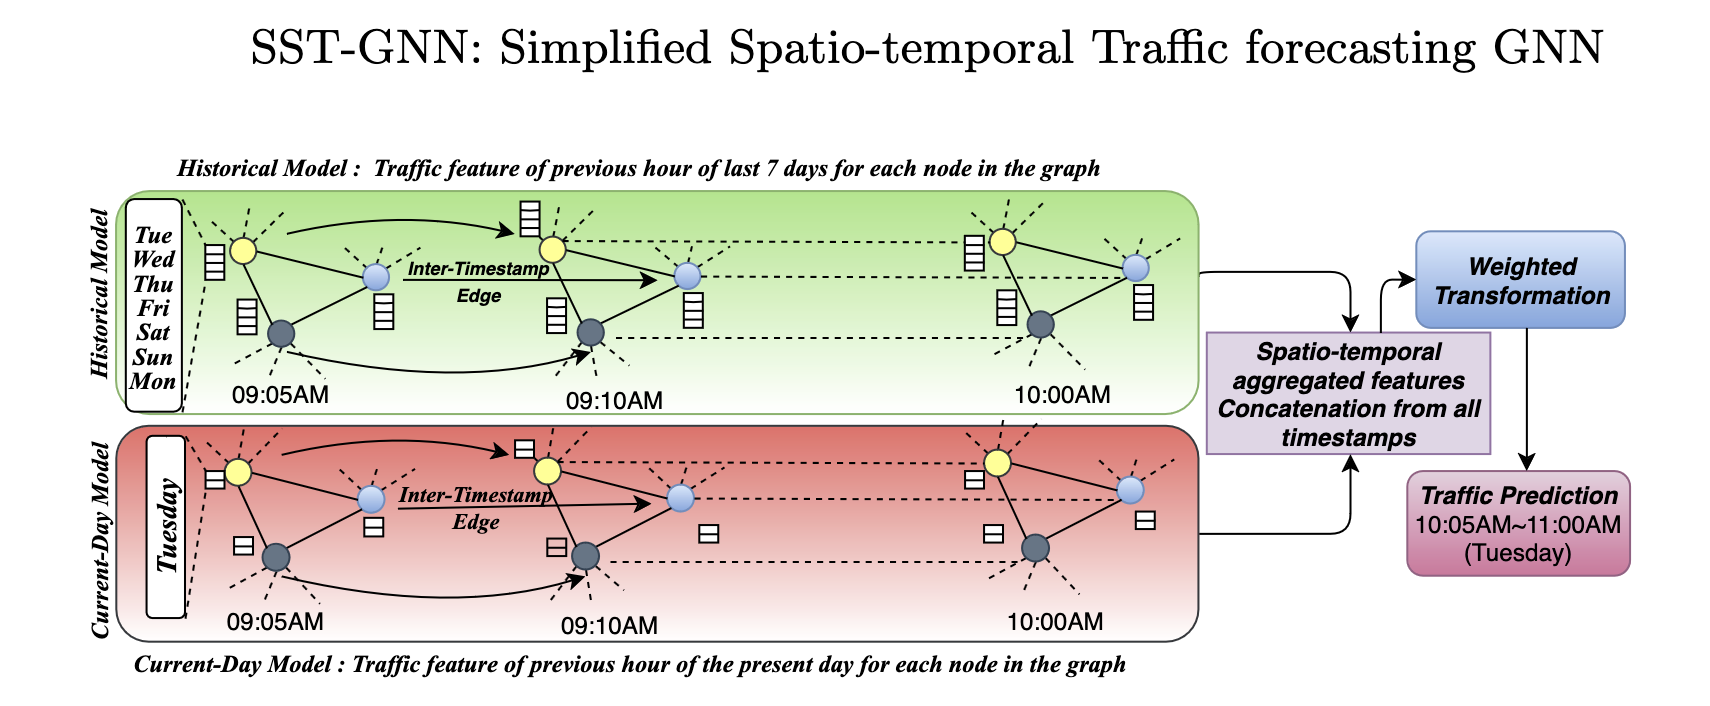 SST-GNN: Simplified Spatio-temporal Traffic forecasting GNN
Historical Model : Traffic feature of previous hour of last 7 days for each node in the graph
Historical Model
Tue
Wed
Thu
Fri
Sat
Sun
Mon
Inter-Timestamp
Edge
09:05AM
09:10AM
10:00AM
Current-Day Model
Tuesday
Inter-Timestamp
Edge
09:05AM
09:10AM
10:00AM
Current-Day Model : Traffic feature of previous hour of the present day for each node in the graph
Spatio-temporal
aggregated features
Concatenation from all
timestamps
Weighted
Transformation
Traffic Prediction
10:05AM~11:00AM
(Tuesday)